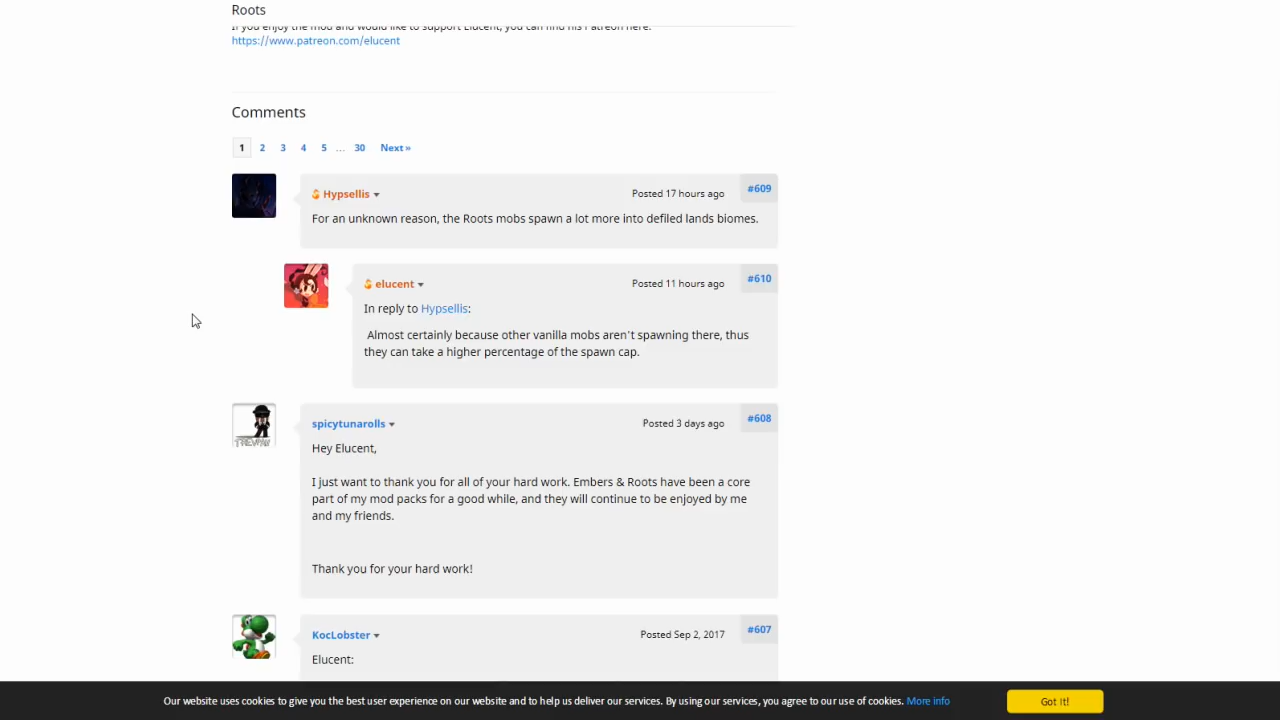 Roots
If you enjoy the mod and would like to support Elucent, you can find his Patreon here:
https://www.patreon.com/elucent
Comments
1 2 3 4 5 ... 30 Next »
Hypsellis Posted 17 hours ago #609
For an unknown reason, the Roots mobs spawn a lot more into defiled lands biomes.
elucent Posted 11 hours ago #610
In reply to Hypsellis:
Almost certainly because other vanilla mobs aren't spawning there, thus
they can take a higher percentage of the spawn cap.
spicytunarolls Posted 3 days ago #608
Hey Elucent,
I just want to thank you for all of your hard work. Embers & Roots have been a core
part of my mod packs for a good while, and they will continue to be enjoyed by me
and my friends.
Thank you for your hard work!
KocLobster Posted Sep 2, 2017 #607
Elucent:
Our website uses cookies to give you the best user experience on our website and to help us deliver our services. By using our services, you agree to our use of cookies. More info Got It!